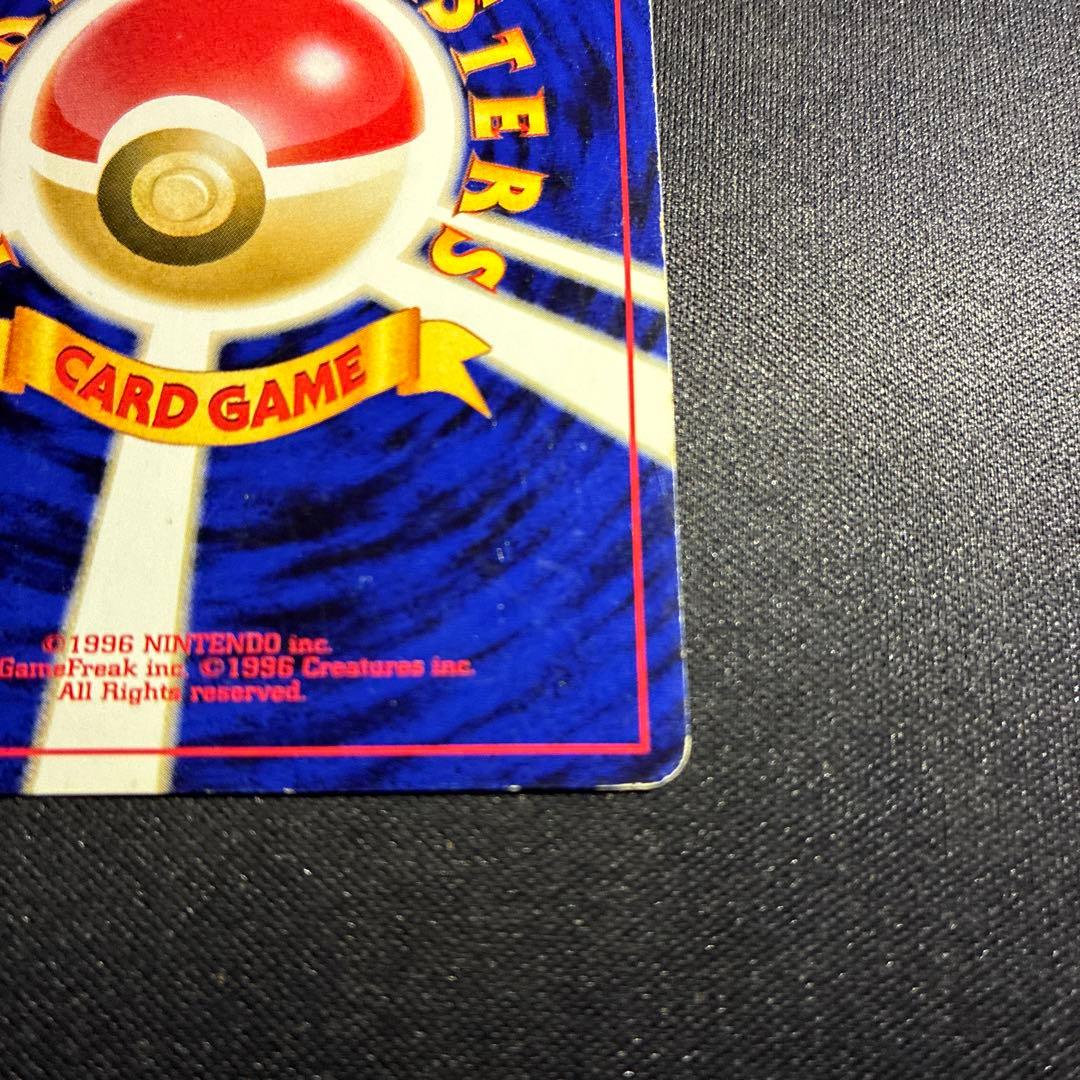 STERS
CARD GAME
©1996 NINTENDO inc.
GameFreak inc. ©1996 Creatures inc.
All Rights reserved.